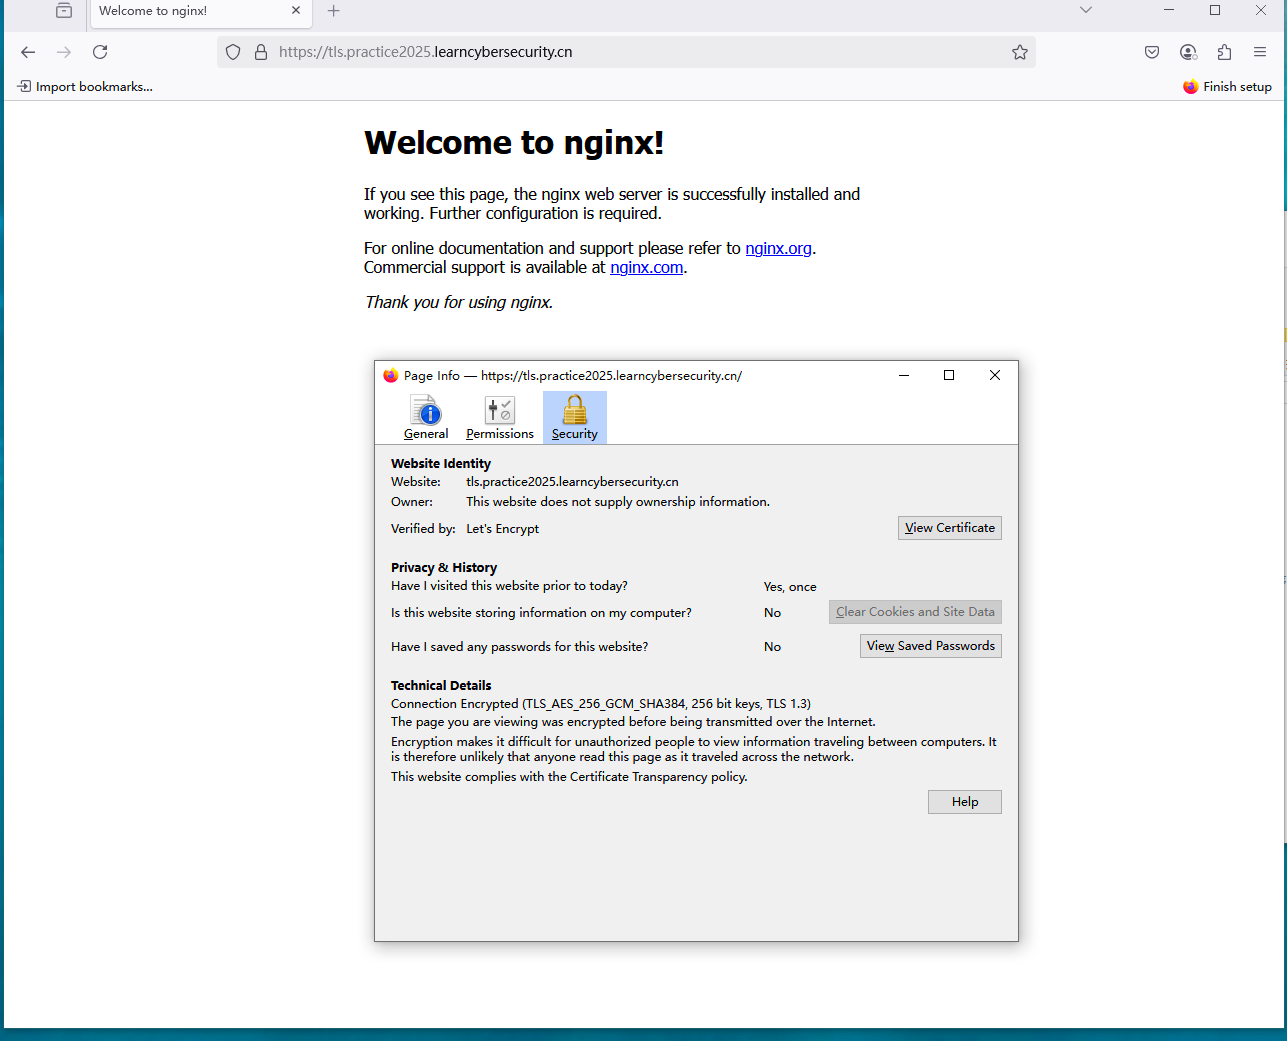 Welcome to nginx!
https://tls.practice2025.learncybersecurity.cn
Import bookmarks...
Finish setup
Welcome to nginx!
If you see this page, the nginx web server is successfully installed and
working. Further configuration is required.
For online documentation and support please refer to nginx.org.
Commercial support is available at nginx.com.
Thank you for using nginx.
Page Info — https://tls.practice2025.learncybersecurity.cn/
General Permissions Security
Website Identity
Website: tls.practice2025.learncybersecurity.cn
Owner: This website does not supply ownership information.
Verified by: Let's Encrypt View Certificate
Privacy & History
Have I visited this website prior to today? Yes, once
Is this website storing information on my computer? No Clear Cookies and Site Data
Have I saved any passwords for this website? No View Saved Passwords
Technical Details
Connection Encrypted (TLS_AES_256_GCM_SHA384, 256 bit keys, TLS 1.3)
The page you are viewing was encrypted before being transmitted over the Internet.
Encryption makes it difficult for unauthorized people to view information traveling between computers. It
is therefore unlikely that anyone read this page as it traveled across the network.
This website complies with the Certificate Transparency policy.
Help